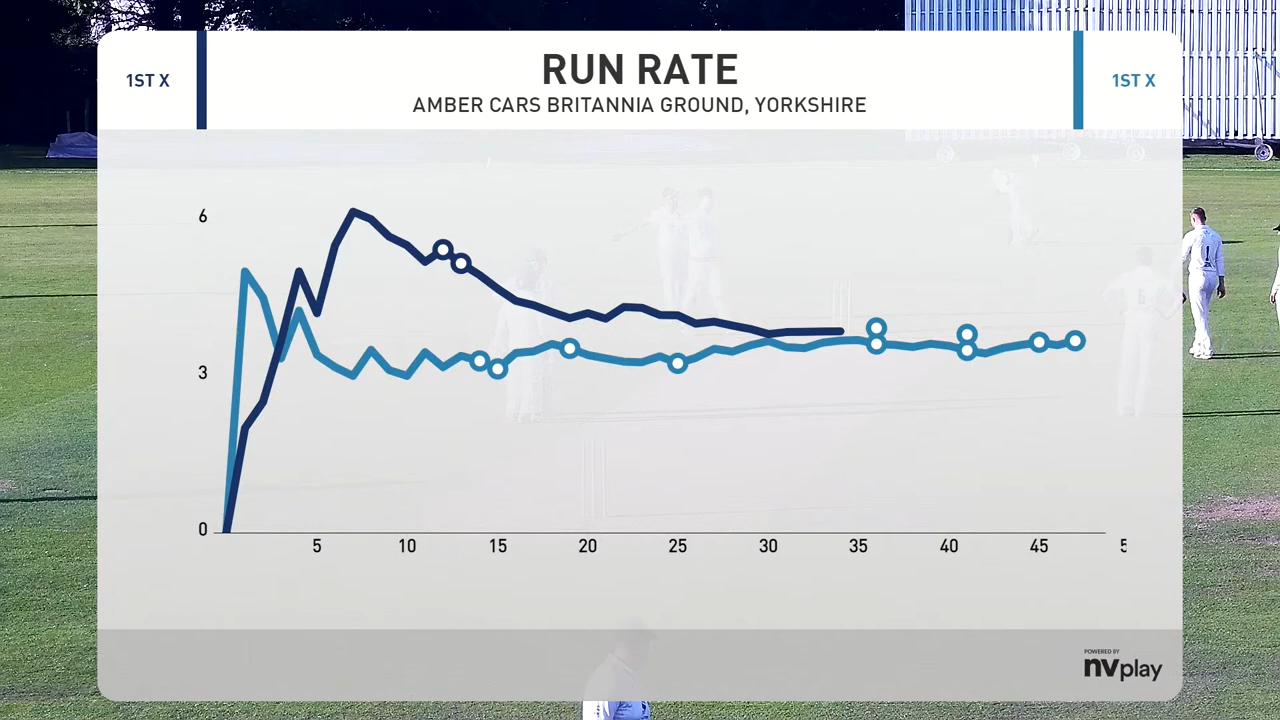 1ST X
RUN RATE
1ST X
AMBER CARS BRITANNIA GROUND, YORKSHIRE
6
3
0
5 10 15 20 25 30 35 40 45
POWERED BY
nvplay
1